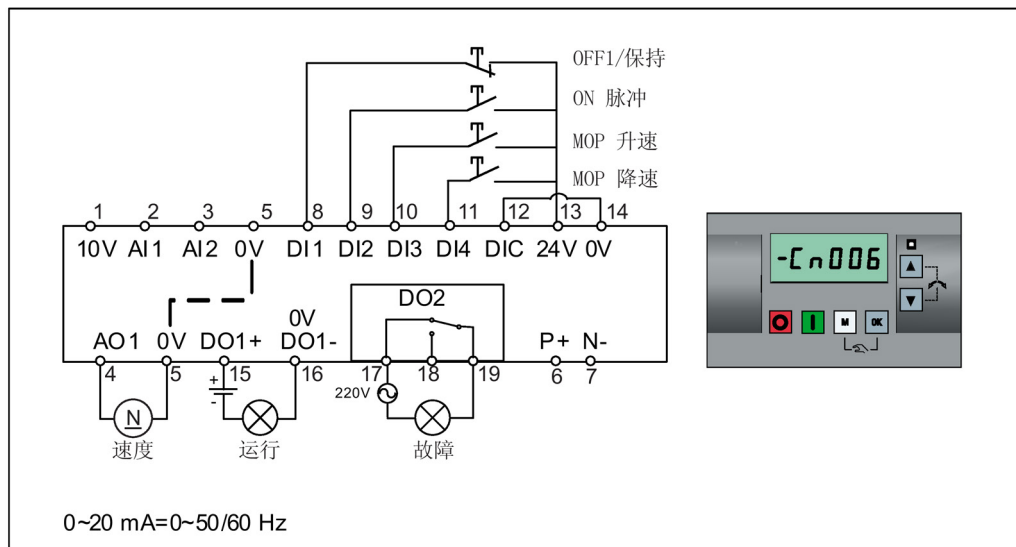 OFF1/保持
ON 脉冲
MOP 升速
MOP 降速
1 2 3 5 8 9 10 11 12 13 14
10V AI1 AI2 0V DI1 DI2 DI3 DI4 DIC 24V 0V
-Cn006
DO2
0V
AO1 0V DO1+ DO1- P+ N-
4 5 15 16 17 18 19 6 7
M OK
+
-
220V
N
速度 运行 故障
0~20 mA=0~50/60 Hz